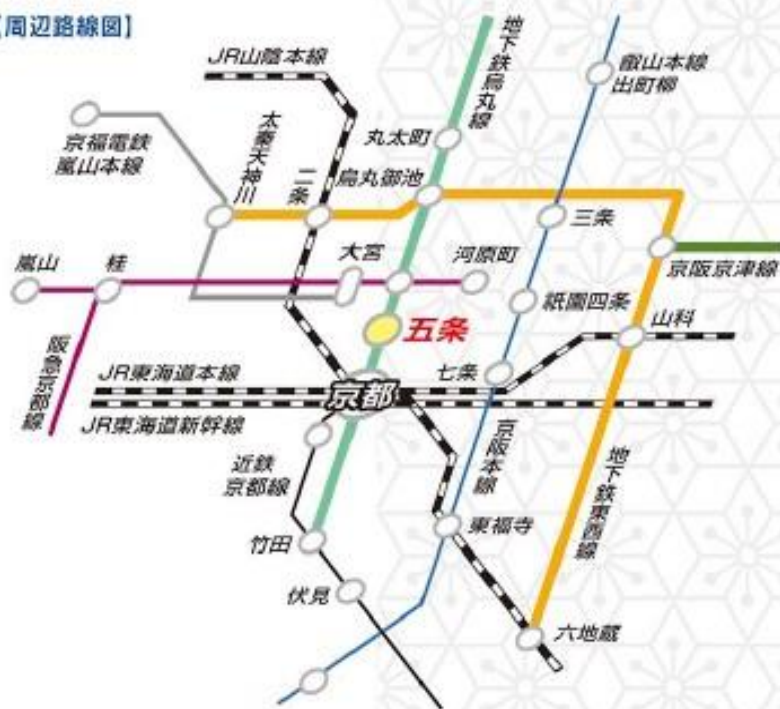 【周辺路線図】
JR山陰本線
地下鉄烏丸線
叡山本線
出町柳
京福電鉄
嵐山本線
太秦天神川
二条
丸太町
烏丸御池
三条
嵐山
桂
大宮
河原町
京阪京津線
祇園四条
五条
山科
阪急京都線
JR東海道本線
七条
京都
JR東海道新幹線
近鉄
京都線
京阪本線
地下鉄東西線
竹田
東福寺
伏見
六地蔵